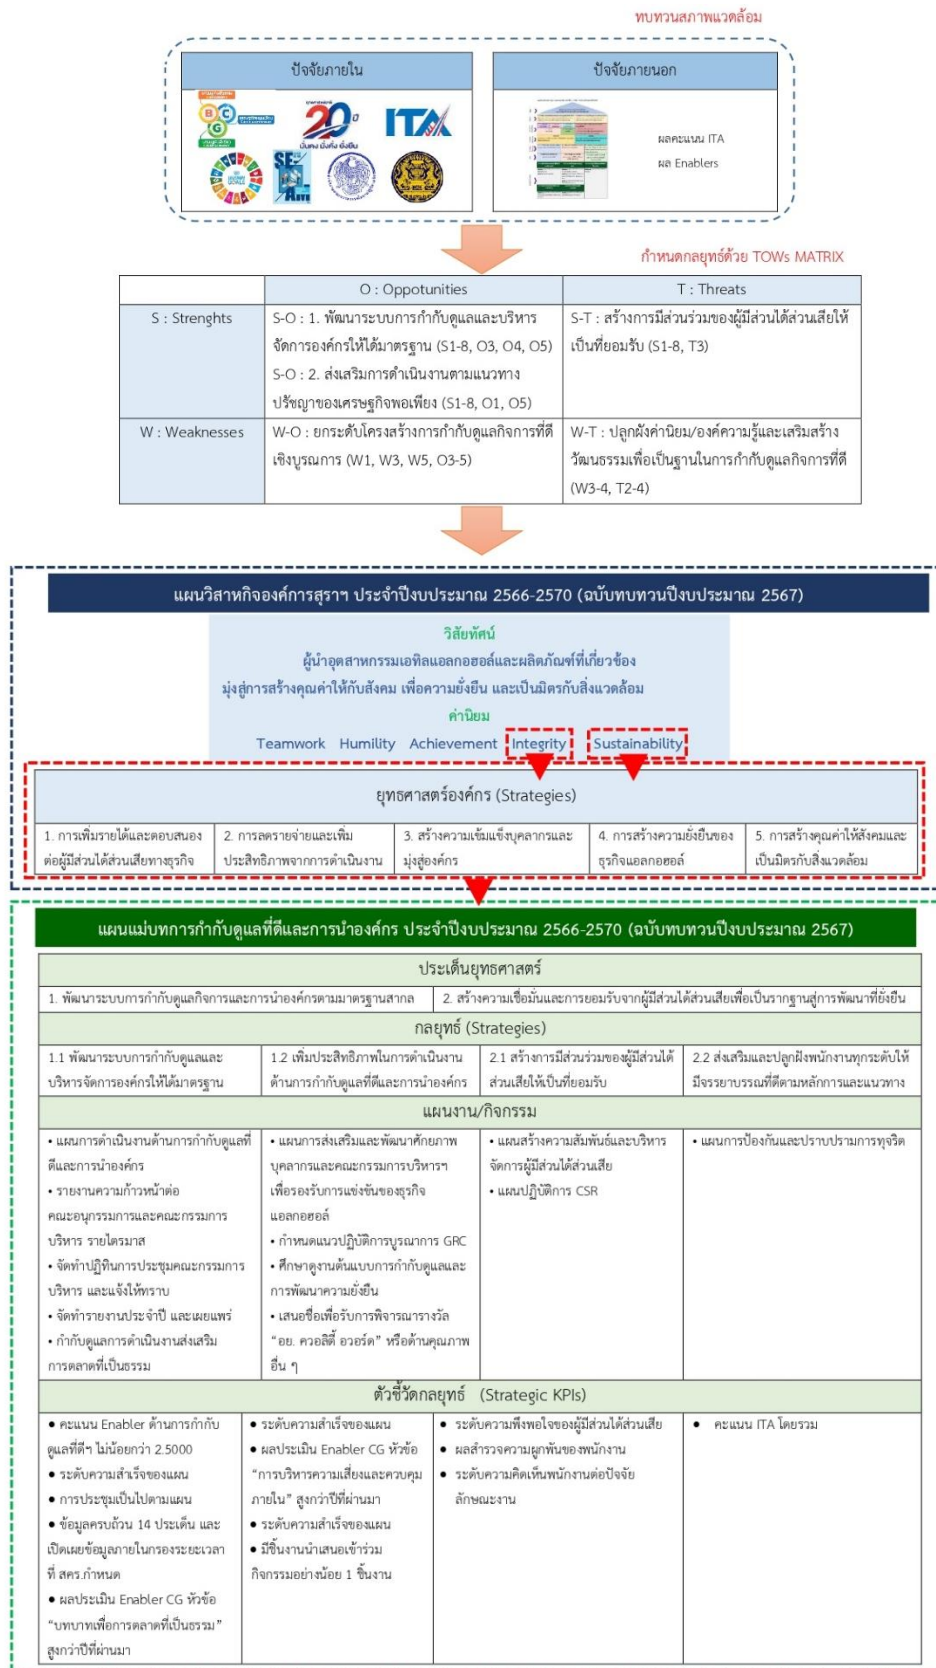 ทบทวนสภาพแวดล้อม
ปัจจัยภายใน
ปัจจัยภายนอก
B C G
20 ปี
มั่นคง มั่งคั่ง ยั่งยืน
ITA
SE-AM
ผลคะแนน ITA
ผล Enablers
กำหนดกลยุทธ์ด้วย TOWs MATRIX
O : Oppotunities
T : Threats
S : Strenghts
S-O : 1. พัฒนาระบบการกำกับดูแลและบริหาร
จัดการองค์กรให้ได้มาตรฐาน (S1-8, O3, O4, O5)
S-O : 2. ส่งเสริมการดำเนินงานตามแนวทาง
ปรัชญาของเศรษฐกิจพอเพียง (S1-8, O1, O5)
S-T : สร้างการมีส่วนร่วมของผู้มีส่วนได้ส่วนเสียให้
เป็นที่ยอมรับ (S1-8, T3)
W : Weaknesses
W-O : ยกระดับโครงสร้างการกำกับดูแลกิจการที่ดี
เชิงบูรณการ (W1, W3, W5, O3-5)
W-T : ปลูกผังค่านิยม/องค์ความรู้และเสริมสร้าง
วัฒนธรรมเพื่อเป็นฐานในการกำกับดูแลกิจการที่ดี
(W3-4, T2-4)
แผนวิสาหกิจองค์การสุราฯ ประจำปีงบประมาณ 2566-2570 (ฉบับทบทวนปีงบประมาณ 2567)
วิสัยทัศน์
ผู้นำอุตสาหกรรมเอทิลแอลกอฮอล์และผลิตภัณฑ์ที่เกี่ยวข้อง
มุ่งสู่การสร้างคุณค่าให้กับสังคม เพื่อความยั่งยืน และเป็นมิตรกับสิ่งแวดล้อม
ค่านิยม
Teamwork Humility Achievement Integrity Sustainability
ยุทธศาสตร์องค์กร (Strategies)
1. การเพิ่มรายได้และตอบสนอง
ต่อผู้มีส่วนได้ส่วนเสียทางธุรกิจ
2. การลดรายจ่ายและเพิ่ม
ประสิทธิภาพจากการดำเนินงาน
3. สร้างความเข้มแข็งบุคลากรและ
มุ่งสู่องค์กร
4. การสร้างความยั่งยืนของ
ธุรกิจแอลกอฮอล์
5. การสร้างคุณค่าให้สังคมและ
เป็นมิตรกับสิ่งแวดล้อม
แผนแม่บทการกำกับดูแลที่ดีและการนำองค์กร ประจำปีงบประมาณ 2566-2570 (ฉบับทบทวนปีงบประมาณ 2567)
ประเด็นยุทธศาสตร์
1. พัฒนาระบบการกำกับดูแลกิจการและการนำองค์กรตามมาตรฐานสากล
2. สร้างความเชื่อมั่นและการยอมรับจากผู้มีส่วนได้ส่วนเสียเพื่อเป็นรากฐานสู่การพัฒนาที่ยั่งยืน
กลยุทธ์ (Strategies)
1.1 พัฒนาระบบการกำกับดูแลและ
บริหารจัดการองค์กรให้ได้มาตรฐาน
1.2 เพิ่มประสิทธิภาพในการดำเนินงาน
ด้านการกำกับดูแลที่ดีและการนำองค์กร
2.1 สร้างการมีส่วนร่วมของผู้มีส่วนได้
ส่วนเสียให้เป็นที่ยอมรับ
2.2 ส่งเสริมและปลูกฝังพนักงานทุกระดับให้
มีจรรยาบรรณที่ดีตามหลักการและแนวทาง
แผนงาน/กิจกรรม
• แผนการดำเนินงานด้านการกำกับดูแลที่
ดีและการนำองค์กร
• รายงานความก้าวหน้าต่อ
คณะอนุกรรมการและคณะกรรมการ
บริหาร รายไตรมาส
• จัดทำปฏิทินการประชุมคณะกรรมการ
บริหาร และแจ้งให้ทราบ
• จัดทำรายงานประจำปี และเผยแพร่
• กำกับดูแลการดำเนินงานส่งเสริม
การตลาดที่เป็นธรรม
• แผนการส่งเสริมและพัฒนาศักยภาพ
บุคลากรและคณะกรรมการบริหารฯ
เพื่อรองรับการแข่งขันของธุรกิจ
แอลกอฮอล์
• กำหนดแนวปฏิบัติการบูรณาการ GRC
• ศึกษาดูงานต้นแบบการกำกับดูแลและ
การพัฒนาความยั่งยืน
• เสนอชื่อเพื่อรับการพิจารณารางวัล
“อย. ควอลิตี้ อวอร์ด” หรือด้านคุณภาพ
อื่น ๆ
• แผนสร้างความสัมพันธ์และบริหาร
จัดการผู้มีส่วนได้ส่วนเสีย
• แผนปฏิบัติการ CSR
• แผนการป้องกันและปราบปรามการทุจริต
ตัวชี้วัดกลยุทธ์ (Strategic KPIs)
● คะแนน Enabler ด้านการกำกับ
ดูแลที่ดีฯ ไม่น้อยกว่า 2.5000
● ระดับความสำเร็จของแผน
● การประชุมเป็นไปตามแผน
● ข้อมูลครบถ้วน 14 ประเด็น และ
เปิดเผยข้อมูลภายในกรองระยะเวลา
ที่ สคร.กำหนด
● ผลประเมิน Enabler CG หัวข้อ
“บทบาทเพื่อการตลาดที่เป็นธรรม”
สูงกว่าปีที่ผ่านมา
● ระดับความสำเร็จของแผน
● ผลประเมิน Enabler CG หัวข้อ
“การบริหารความเสี่ยงและควบคุม
ภายใน” สูงกว่าปีที่ผ่านมา
● ระดับความสำเร็จของแผน
● มีชิ้นงานนำเสนอเข้าร่วม
กิจกรรมอย่างน้อย 1 ชิ้นงาน
● ระดับความพึงพอใจของผู้มีส่วนได้ส่วนเสีย
● ผลสำรวจความผูกพันของพนักงาน
● ระดับความคิดเห็นพนักงานต่อปัจจัย
ลักษณะงาน
● คะแนน ITA โดยรวม